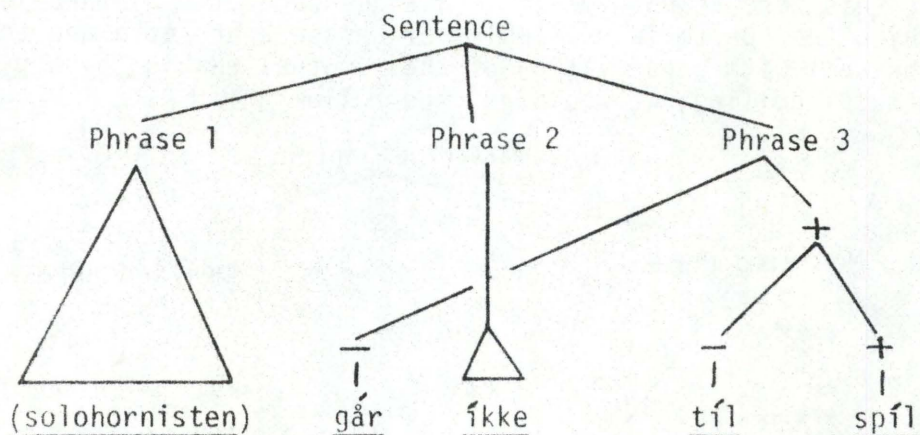 Sentence
Phrase 1 Phrase 2 Phrase 3
+
− − +
(solohornisten) går íkke tíl spíl